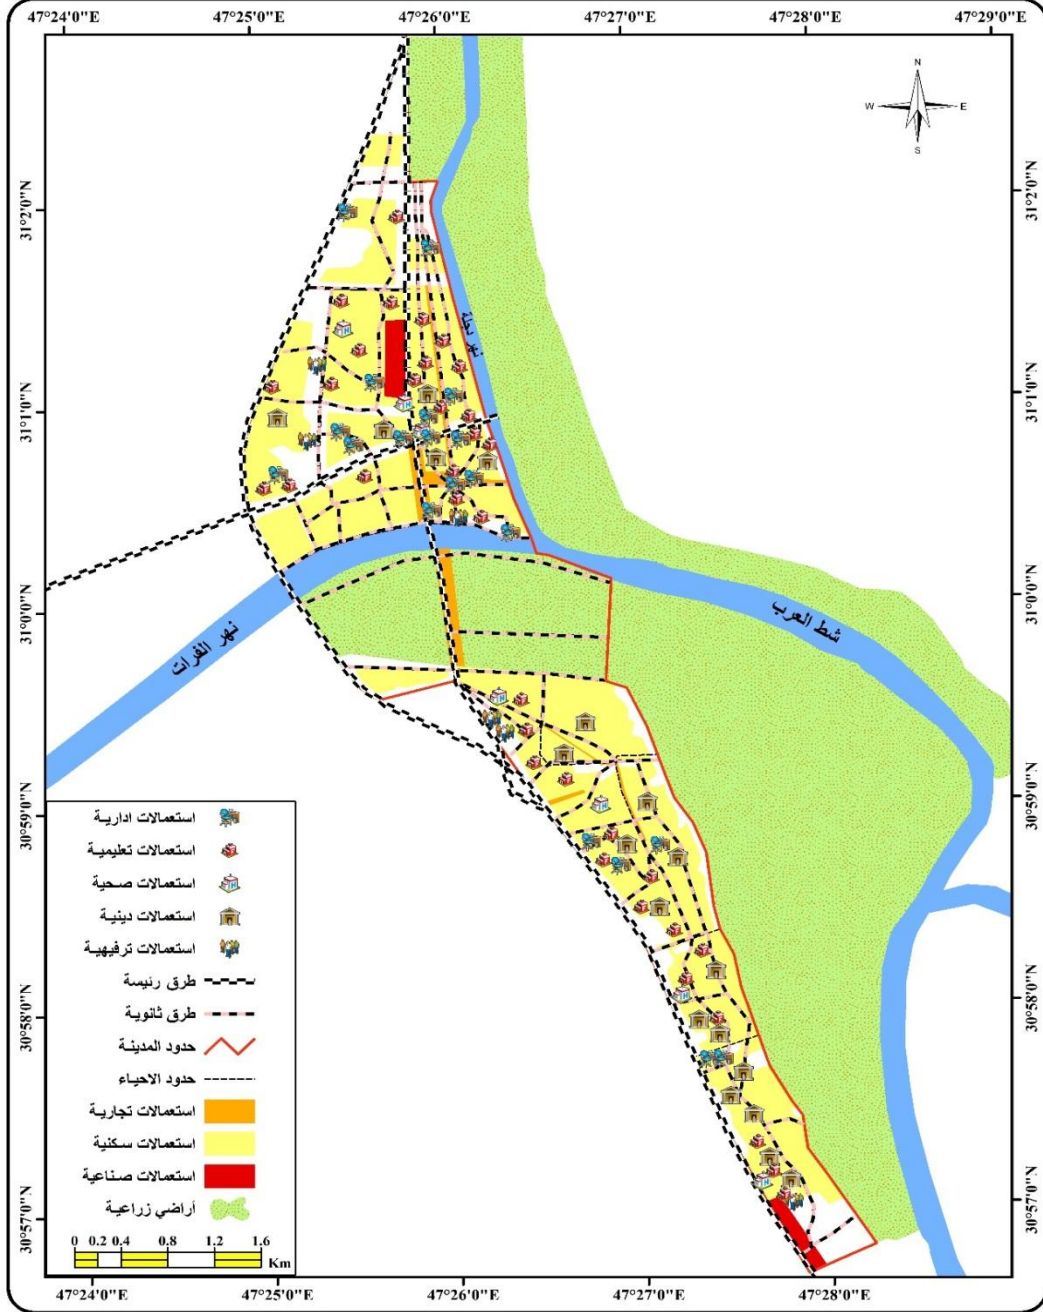 47°24'0"E 47°25'0"E 47°26'0"E 47°27'0"E 47°28'0"E 47°29'0"E
N
W E
S
31°2'0"N
31°2'0"N
نهر دجلة
31°1'0"N
31°1'0"N
31°0'0"N
31°0'0"N
شط العرب
نهر الفرات
30°59'0"N
30°59'0"N
استعمالات ادارية
استعمالات تعليمية
استعمالات صحية
استعمالات دينية
استعمالات ترفيهية
طرق رئيسة
طرق ثانوية
حدود المدينة
حدود الاحياء
استعمالات تجارية
استعمالات سكنية
استعمالات صناعية
أراضي زراعية
30°58'0"N
30°58'0"N
30°57'0"N
30°57'0"N
0 0.2 0.4 0.8 1.2 1.6
Km
47°24'0"E 47°25'0"E 47°26'0"E 47°27'0"E 47°28'0"E